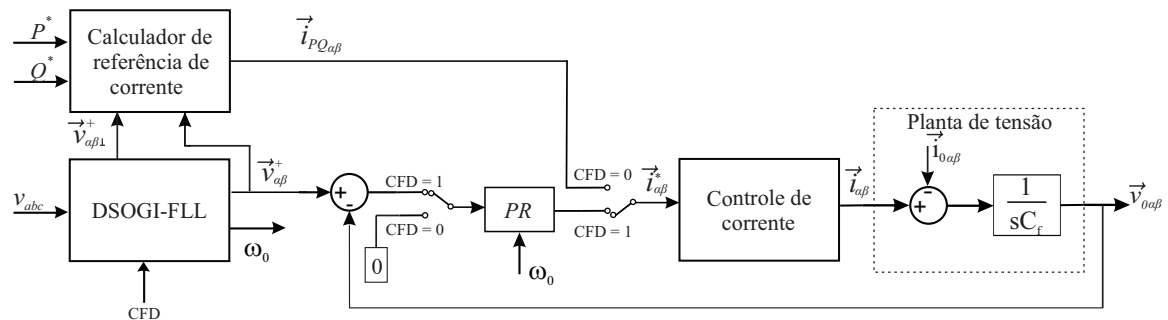 P*
Q*
Calculador de
referência de
corrente
i⃗PQαβ
v⃗+αβ⊥
v⃗+αβ
vabc
DSOGI-FLL
ω0
CFD
+
-
CFD = 1
CFD = 0
0
PR
ω0
CFD = 0
CFD = 1
i⃗*αβ
Controle de
corrente
i⃗αβ
Planta de tensão
i⃗0αβ
-
+
1
sCf
v⃗0αβ